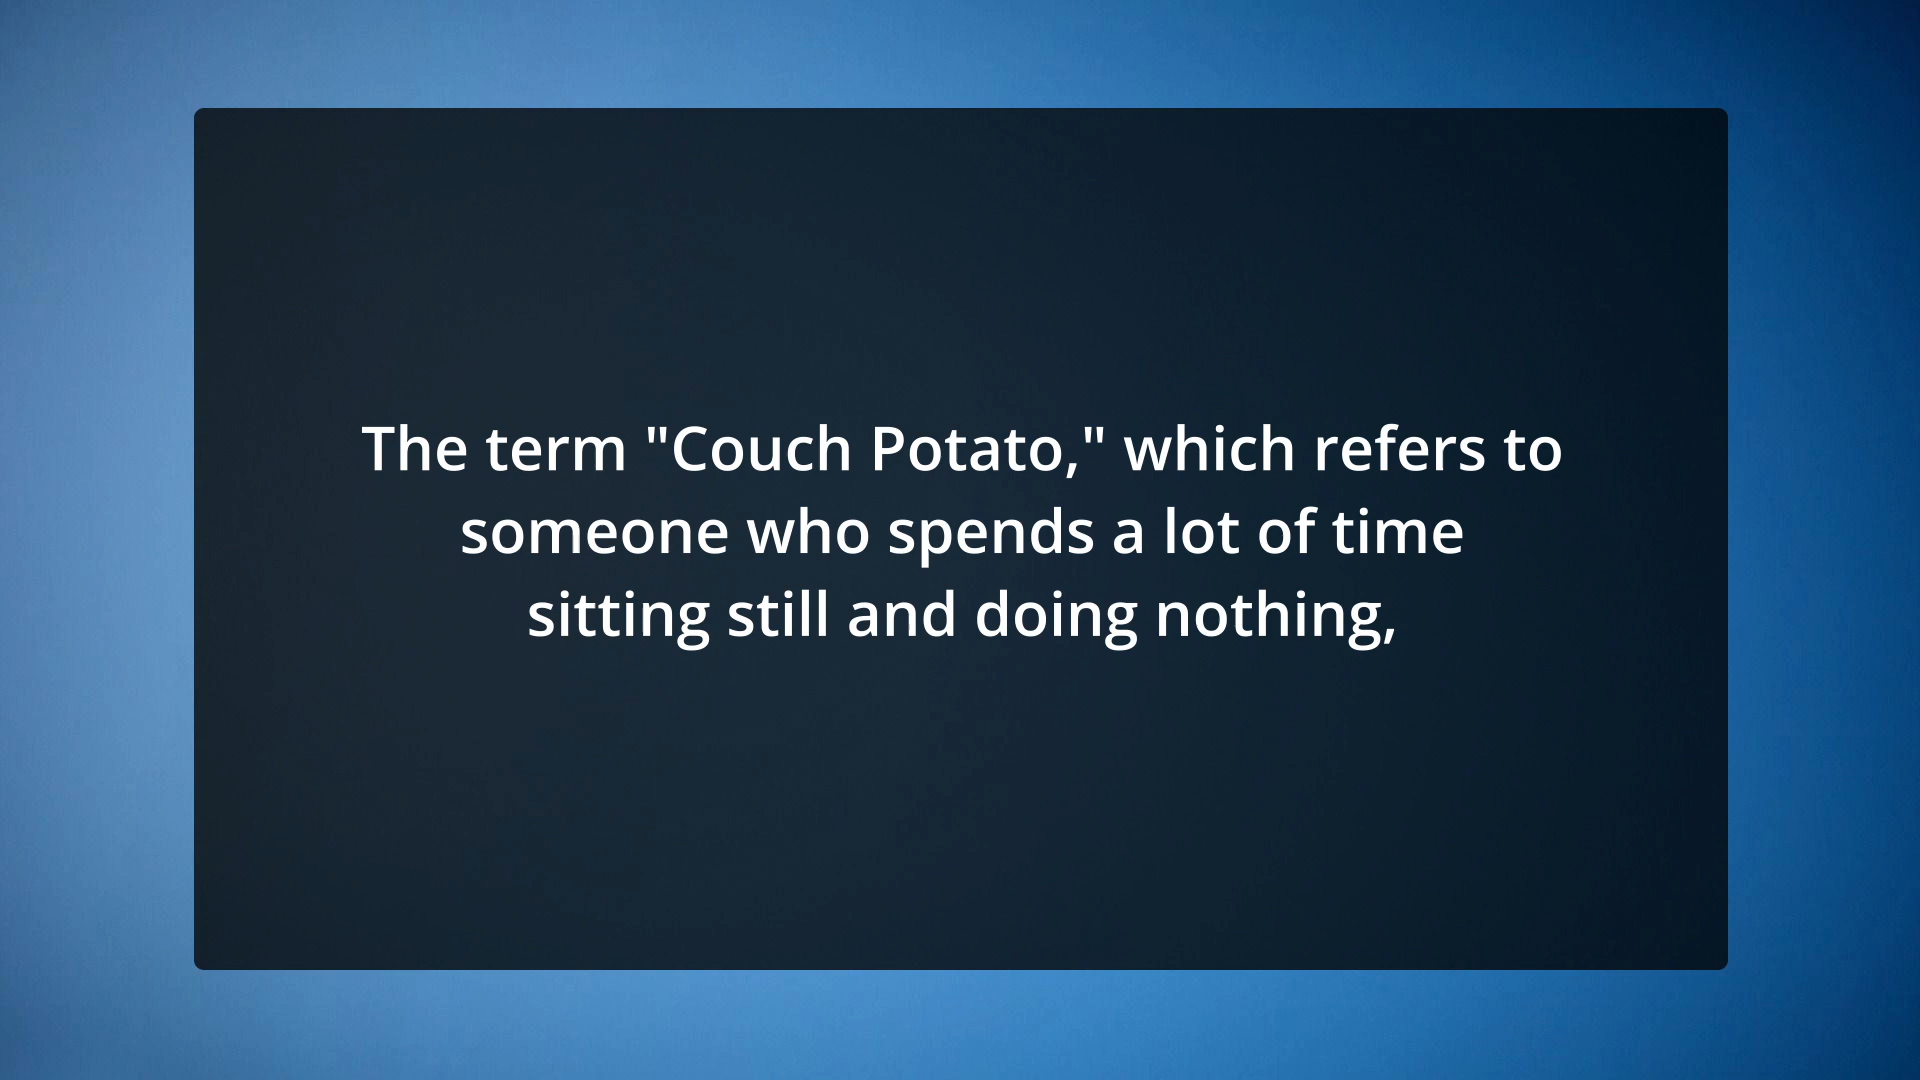 The term "Couch Potato," which refers to
someone who spends a lot of time
sitting still and doing nothing,